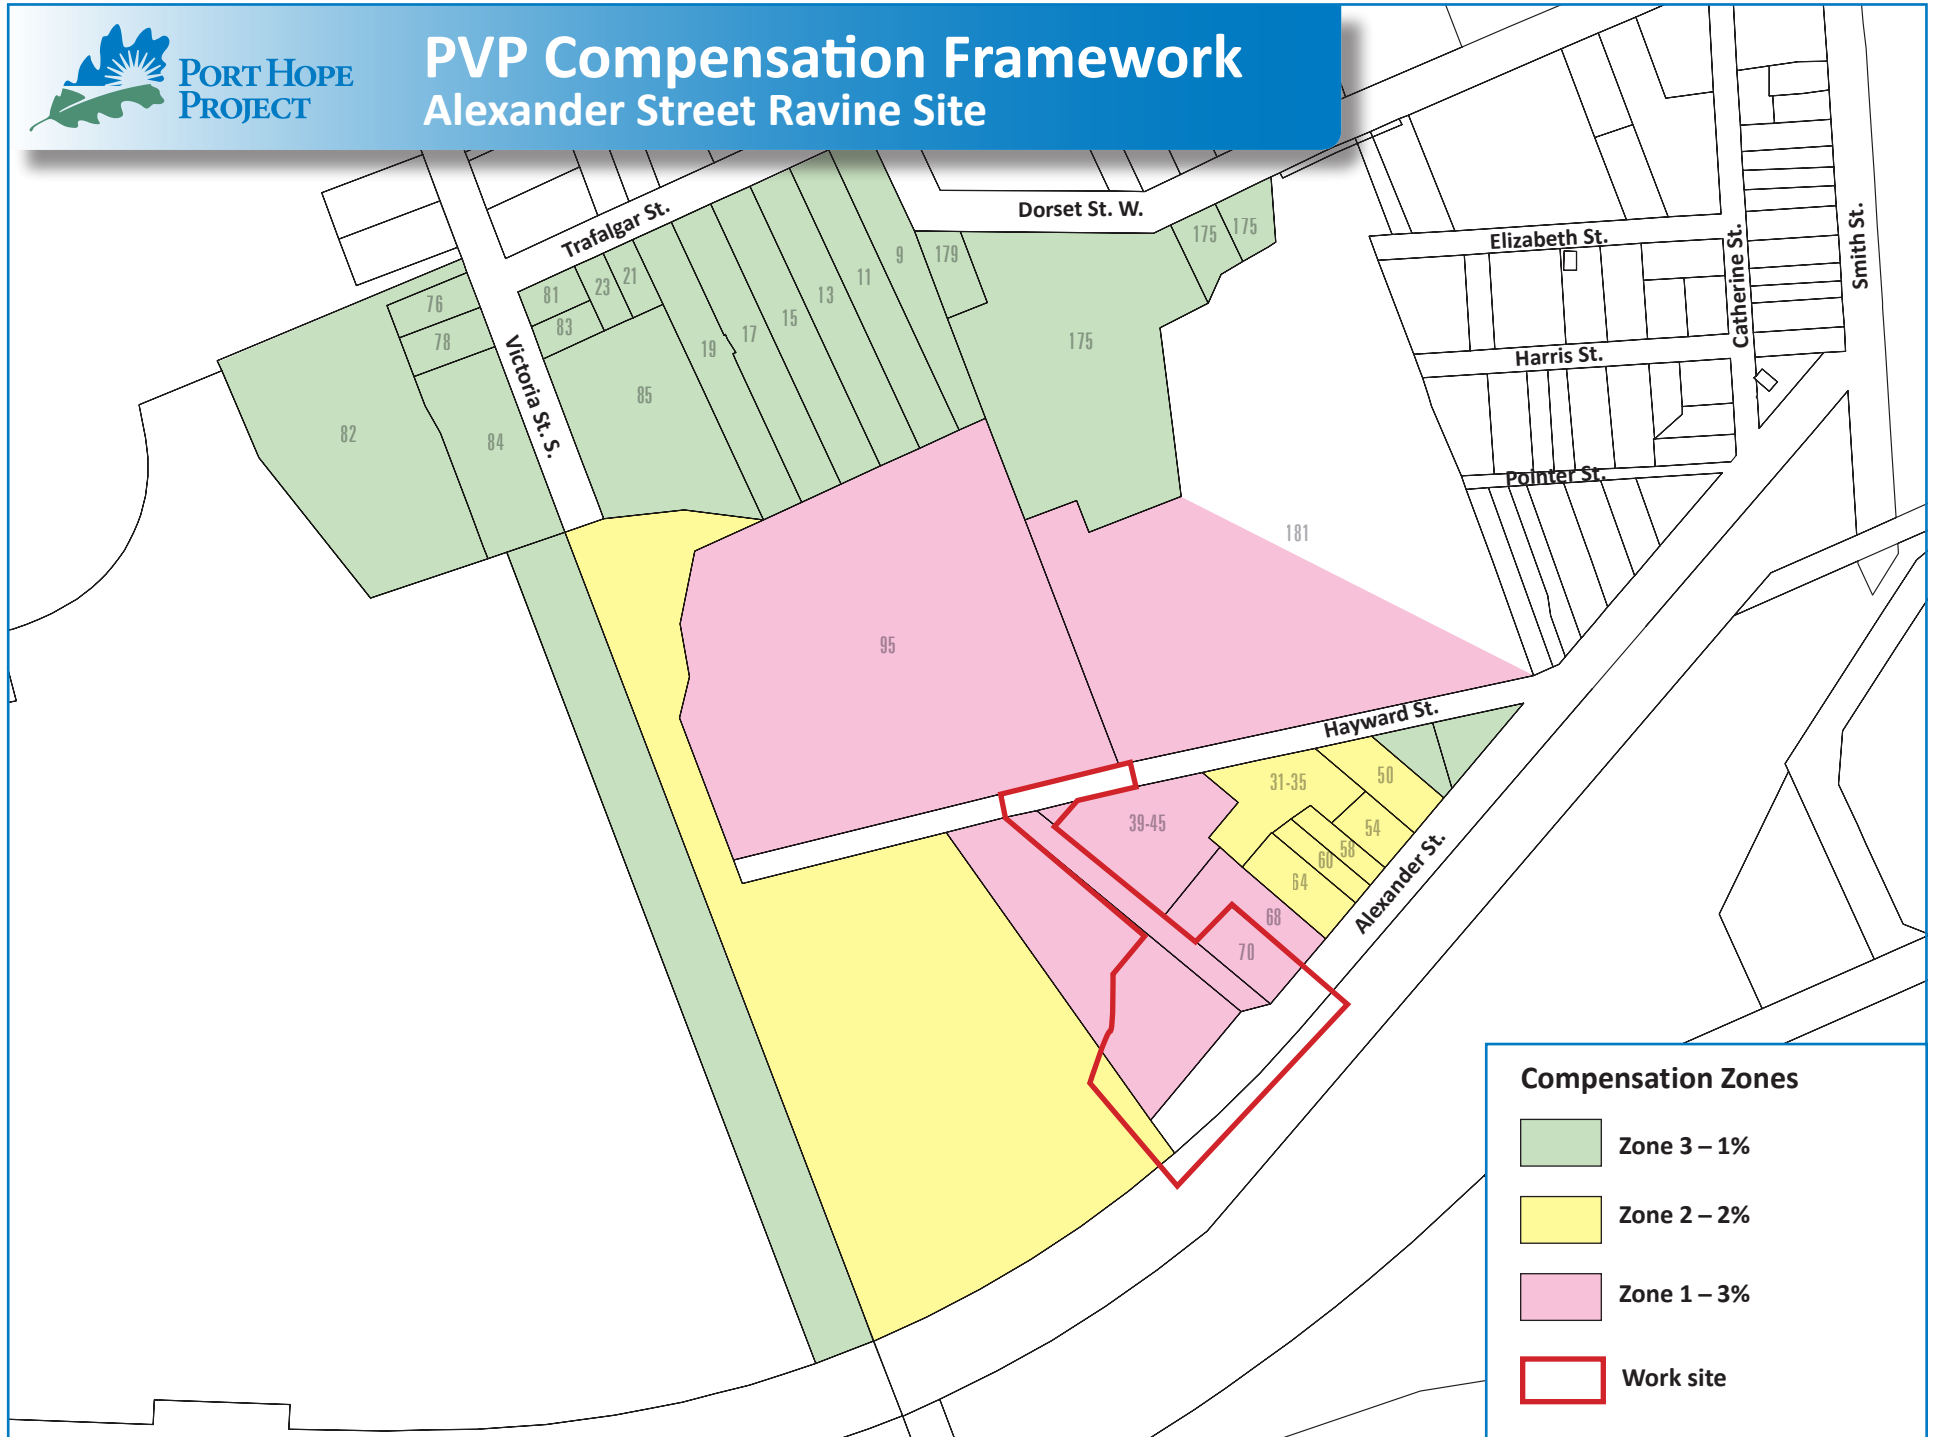 PORT HOPE
PROJECT
PVP Compensation Framework
Alexander Street Ravine Site
Trafalgar St.
Dorset St. W.
Elizabeth St.
Catherine St.
Smith St.
Harris St.
Pointer St.
Victoria St. S.
Hayward St.
Alexander St.
76
78
82
84
81
83
23
21
85
19
17
15
13
11
9
179
175
175
175
181
95
31-35
50
39-45
54
58
60
64
68
70
Compensation Zones
Zone 3 – 1%
Zone 2 – 2%
Zone 1 – 3%
Work site